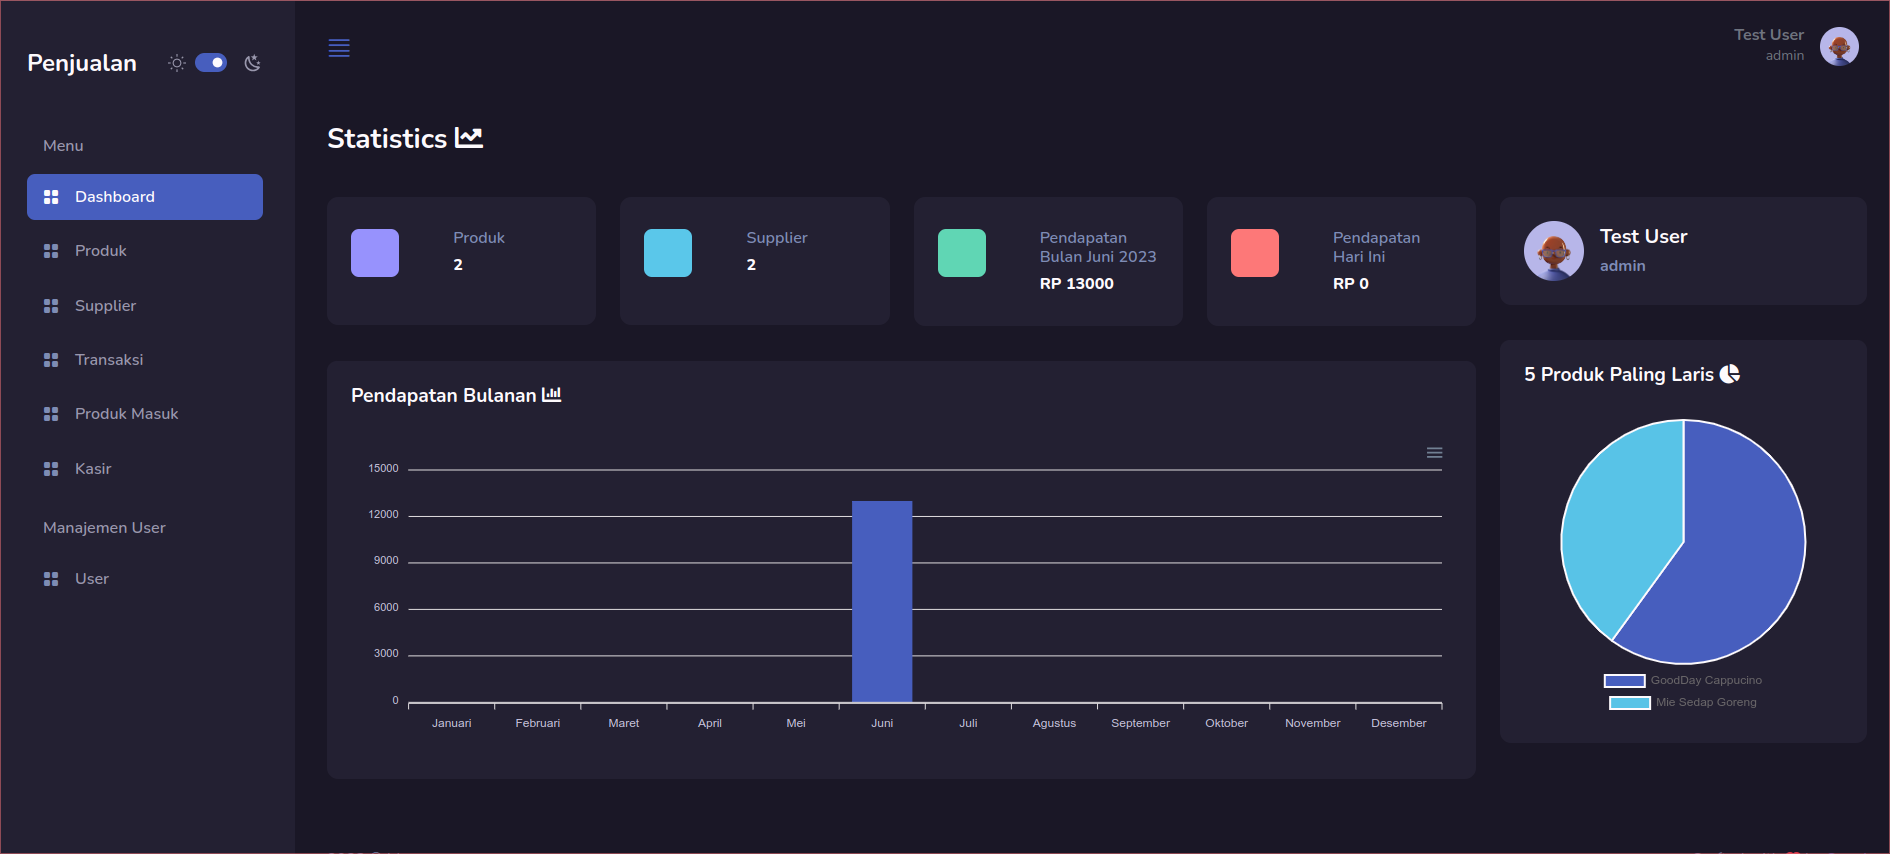 Penjualan
Menu
Dashboard
Produk
Supplier
Transaksi
Produk Masuk
Kasir
Manajemen User
User
Test User
admin
Statistics
Produk
2
Supplier
2
Pendapatan
Bulan Juni 2023
RP 13000
Pendapatan
Hari Ini
RP 0
Test User
admin
Pendapatan Bulanan
15000
12000
9000
6000
3000
0
Januari
Februari
Maret
April
Mei
Juni
Juli
Agustus
September
Oktober
November
Desember
5 Produk Paling Laris
GoodDay Cappucino
Mie Sedap Goreng